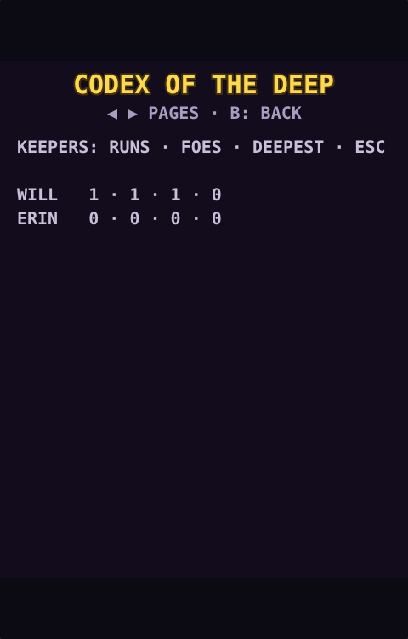 CODEX OF THE DEEP
◀ ▶ PAGES · B: BACK
KEEPERS: RUNS · FOES · DEEPEST · ESC
WILL 1 · 1 · 1 · 0
ERIN 0 · 0 · 0 · 0